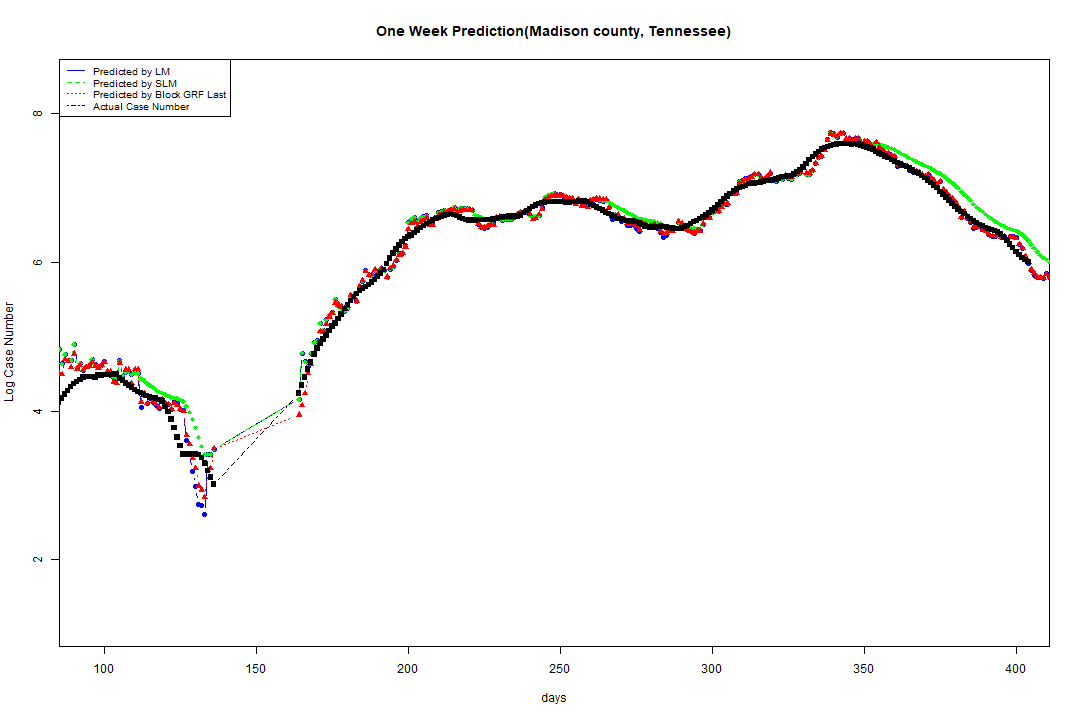 One Week Prediction(Madison county, Tennessee)
Predicted by LM
Predicted by SLM
Predicted by Block GRF Last
Actual Case Number
8
6
4
2
Log Case Number
100 150 200 250 300 350 400
days